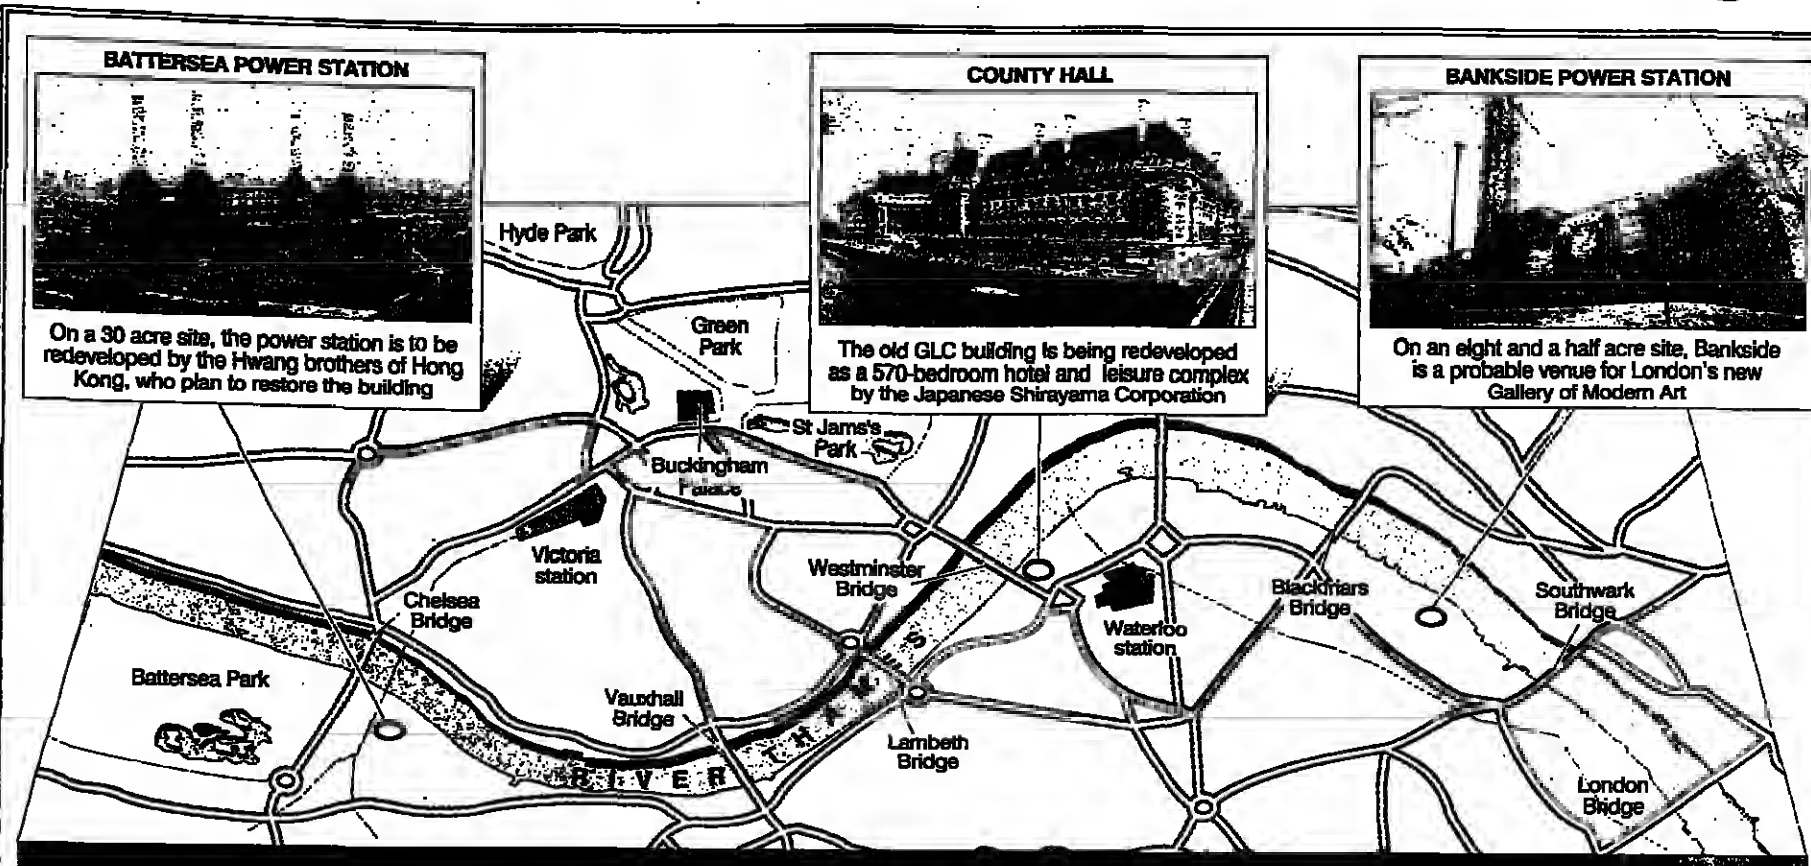 BATTERSEA POWER STATION
On a 30 acre site, the power station is to be
redeveloped by the Hwang brothers of Hong
Kong, who plan to restore the building
COUNTY HALL
The old GLC building is being redeveloped
as a 570-bedroom hotel and leisure complex
by the Japanese Shirayama Corporation
BANKSIDE POWER STATION
On an eight and a half acre site, Bankside
is a probable venue for London's new
Gallery of Modern Art
Hyde Park
Green
Park
St Jams's
Park
Buckingham
Palace
Victoria
station
Westminster
Bridge
Chelsea
Bridge
Blackfriars
Bridge
Southwark
Bridge
Waterloo
station
Battersea Park
Vauxhall
Bridge
Lambeth
Bridge
London
Bridge
RIVER THAMES